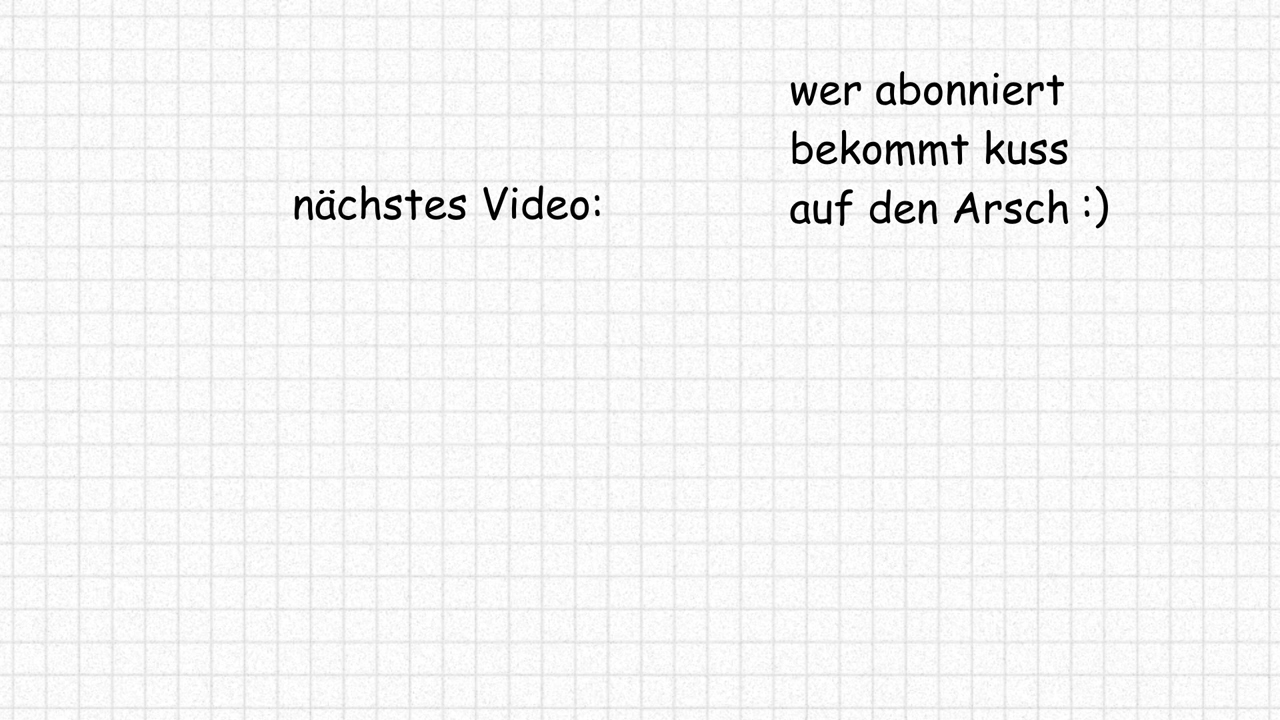 nächstes Video:
wer abonniert
bekommt kuss
auf den Arsch :)